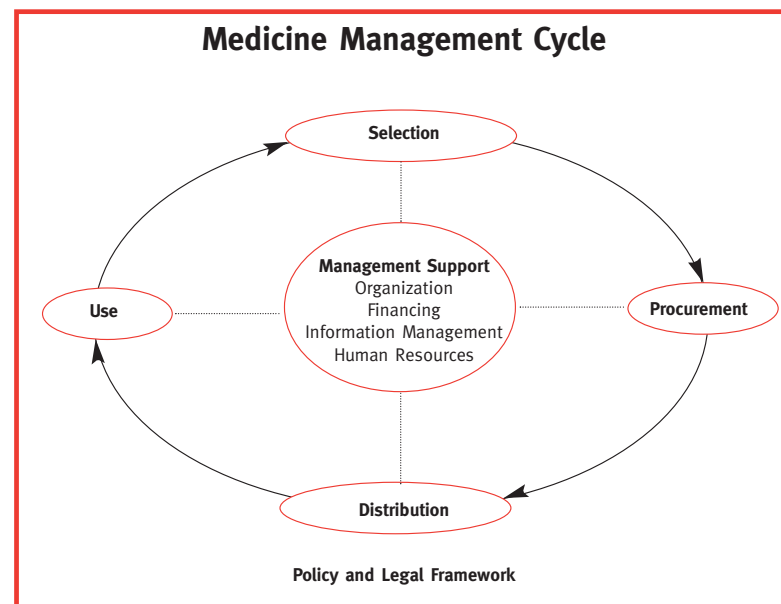 Medicine Management Cycle
Selection
Management Support
Organization
Financing
Information Management
Human Resources
Use
Procurement
Distribution
Policy and Legal Framework